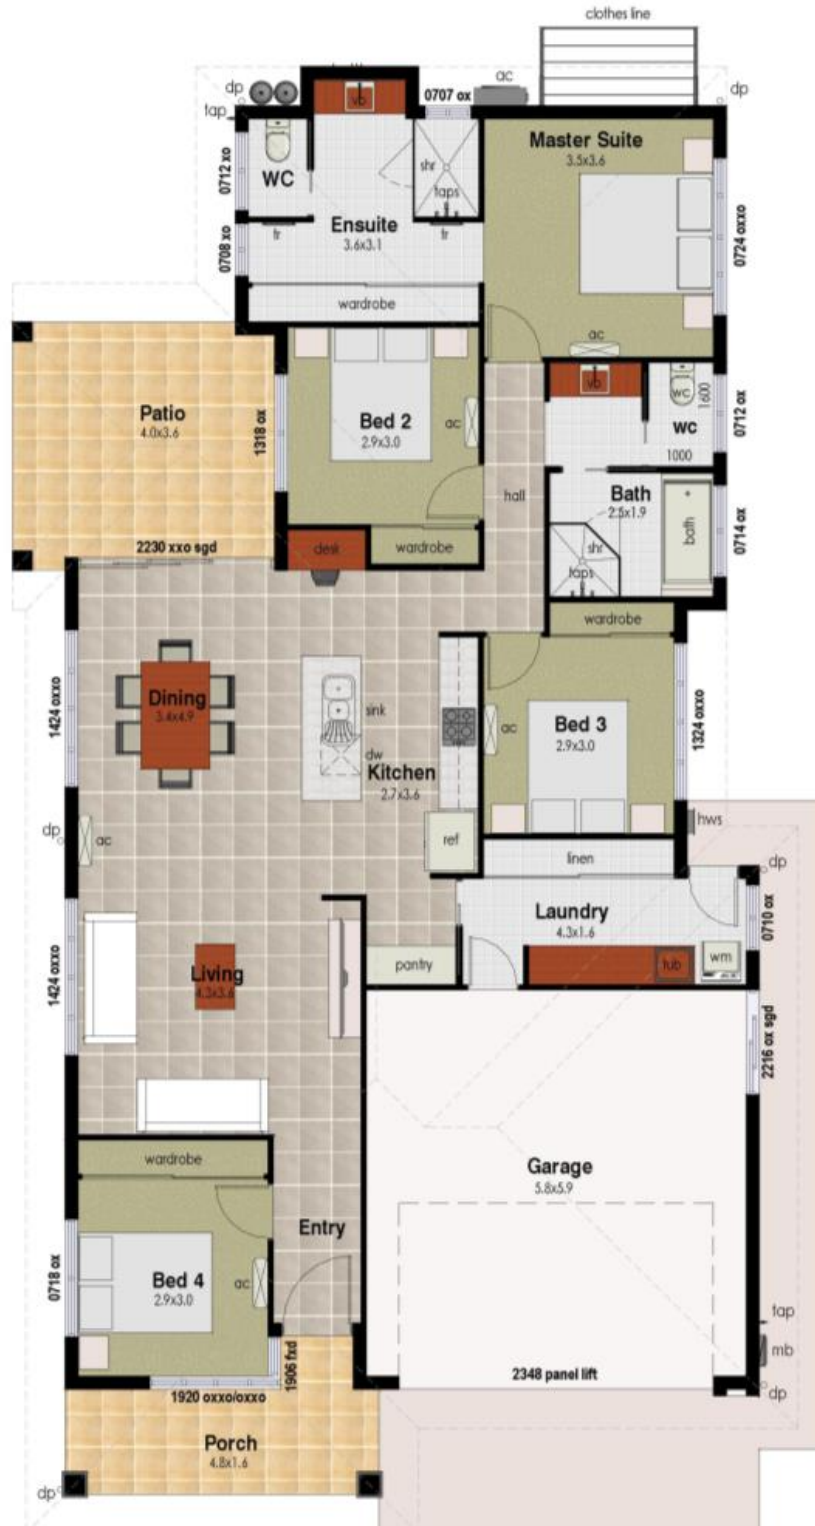 clothes line
dp
ac
dp
tap
vb
0707 ox
Master Suite
3.5x3.6
0712 xo
WC
shr
taps
0724 oxxo
Ensuite
3.6x3.1
0708 xo
tr
tr
wardrobe
ac
Patio
4.0x3.6
1318 ox
Bed 2
2.9x3.0
ac
vb
wc
1600
wc
1000
0712 ox
hall
Bath
2.5x1.9
bath
0714 ox
shr
taps
2230 xxo sgd
desk
wardrobe
wardrobe
1424 oxxo
Dining
3.4x4.9
sink
dw
Kitchen
2.7x3.6
ac
Bed 3
2.9x3.0
1324 oxxo
dp
ac
ref
hws
linen
dp
Laundry
4.3x1.6
0710 ox
1424 oxxo
Living
4.3x3.6
pantry
tub
wm
2216 ox sgd
wardrobe
Garage
5.8x5.9
Entry
0718 ox
Bed 4
2.9x3.0
ac
tap
mb
dp
1906 fxd
2348 panel lift
1920 oxxo/oxxo
Porch
4.8x1.6
dp